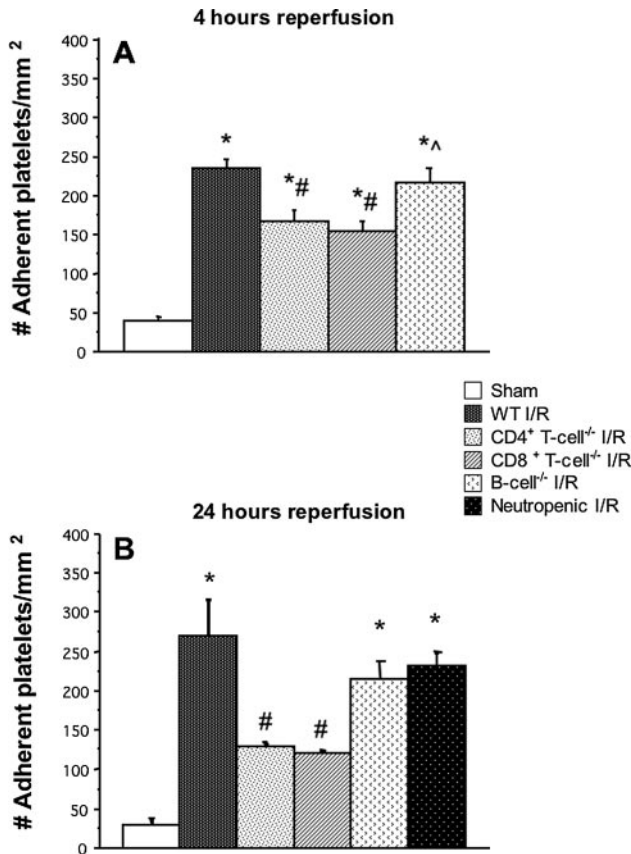 4 hours reperfusion
A
# Adherent platelets/mm ²
400
350
300
250
200
150
100
50
0
*
*#
*#
*^
Sham
WT I/R
CD4⁺ T-cell⁻/⁻ I/R
CD8 ⁺ T-cell⁻/⁻ I/R
B-cell⁻/⁻ I/R
Neutropenic I/R
24 hours reperfusion
B
# Adherent platelets/mm ²
400
350
300
250
200
150
100
50
0
*
#
#
*
*